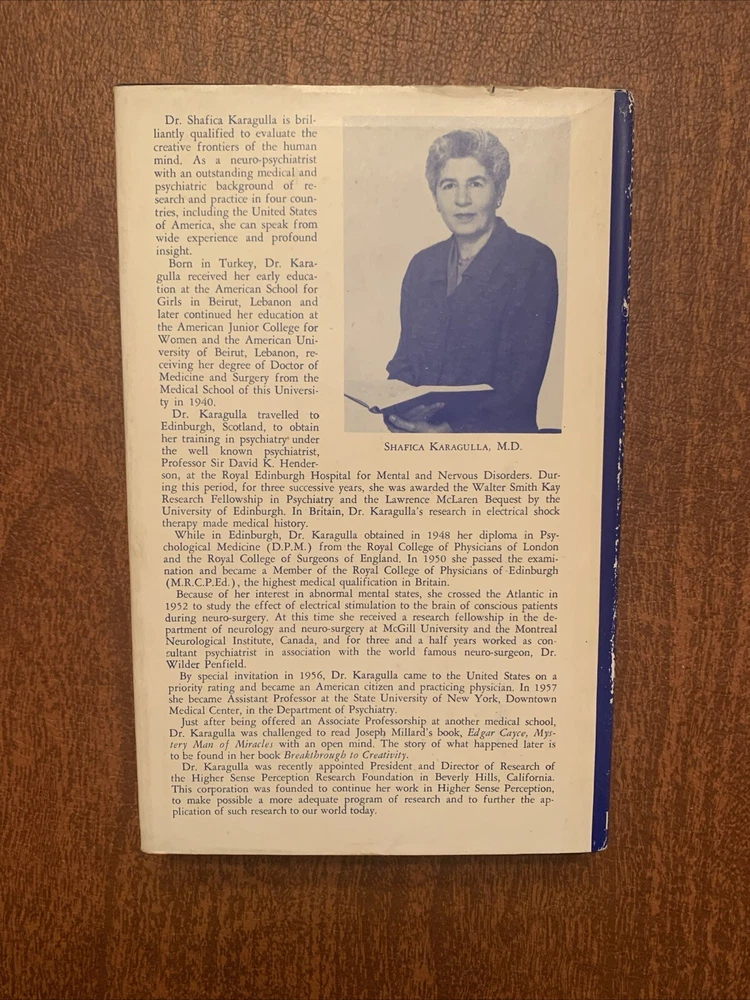 Dr. Shafica Karagulla is bril-
liantly qualified to evaluate the
creative frontiers of the human
mind. As a neuro-psychiatrist
with an outstanding medical and
psychiatric background of re-
search and practice in four coun-
tries, including the United States
of America, she can speak from
wide experience and profound
insight.
Born in Turkey, Dr. Kara-
gulla received her early educa-
tion at the American School for
Girls in Beirut, Lebanon and
later continued her education at
the American Junior College for
Women and the American Uni-
versity of Beirut, Lebanon, re-
ceiving her degree of Doctor of
Medicine and Surgery from the
Medical School of this Universi-
ty in 1940.
Dr. Karagulla travelled to
Edinburgh, Scotland, to obtain
her training in psychiatry under
the well known psychiatrist,
Professor Sir David K. Hender-
son, at the Royal Edinburgh Hospital for Mental and Nervous Disorders. Dur-
ing this period, for three successive years, she was awarded the Walter Smith Kay
Research Fellowship in Psychiatry and the Lawrence McLaren Bequest by the
University of Edinburgh. In Britain, Dr. Karagulla's research in electrical shock
therapy made medical history.
While in Edinburgh, Dr. Karagulla obtained in 1948 her diploma in Psy-
chological Medicine (D.P.M.) from the Royal College of Physicians of London
and the Royal College of Surgeons of England. In 1950 she passed the exami-
nation and became a Member of the Royal College of Physicians of Edinburgh
(M.R.C.P.Ed.), the highest medical qualification in Britain.
Because of her interest in abnormal mental states, she crossed the Atlantic in
1952 to study the effect of electrical stimulation to the brain of conscious patients
during neuro-surgery. At this time she received a research fellowship in the de-
partment of neurology and neuro-surgery at McGill University and the Montreal
Neurological Institute, Canada, and for three and a half years worked as con-
sultant psychiatrist in association with the world famous neuro-surgeon, Dr.
Wilder Penfield.
By special invitation in 1956, Dr. Karagulla came to the United States on a
priority rating and became an American citizen and practicing physician. In 1957
she became Assistant Professor at the State University of New York, Downtown
Medical Center, in the Department of Psychiatry.
Just after being offered an Associate Professorship at another medical school,
Dr. Karagulla was challenged to read Joseph Millard's book, Edgar Cayce, Mys-
tery Man of Miracles with an open mind. The story of what happened later is
to be found in her book Breakthrough to Creativity.
Dr. Karagulla was recently appointed President and Director of Research of
the Higher Sense Perception Research Foundation in Beverly Hills, California.
This corporation was founded to continue her work in Higher Sense Perception,
to make possible a more adequate program of research and to further the ap-
plication of such research to our world today.
SHAFICA KARAGULLA, M.D.